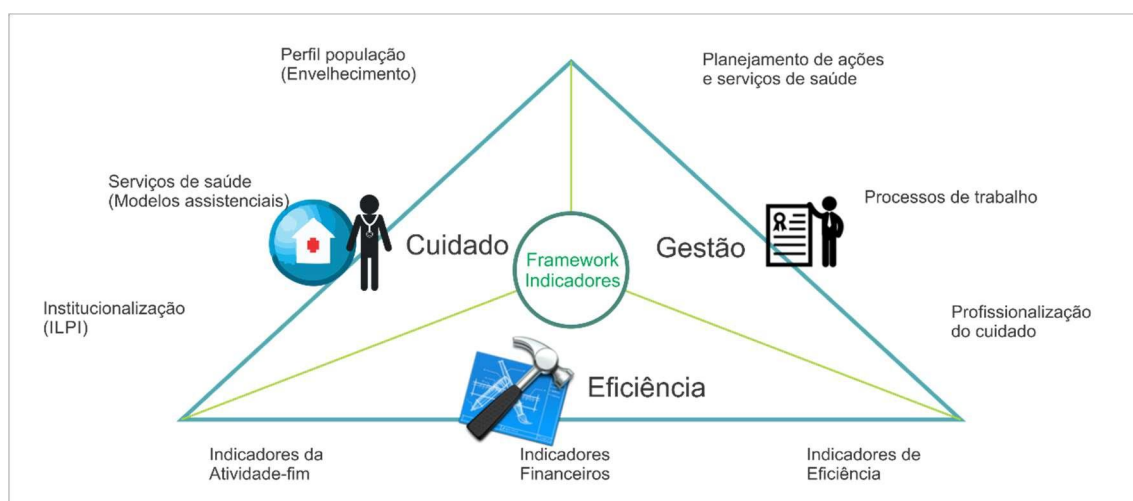 Perfil população
(Envelhecimento)
Planejamento de ações
e serviços de saúde
Serviços de saúde
(Modelos assistenciais)
Processos de trabalho
Cuidado
Gestão
Framework
Indicadores
Institucionalização
(ILPI)
Profissionalização
do cuidado
Eficiência
Indicadores da
Atividade-fim
Indicadores
Financeiros
Indicadores de
Eficiência